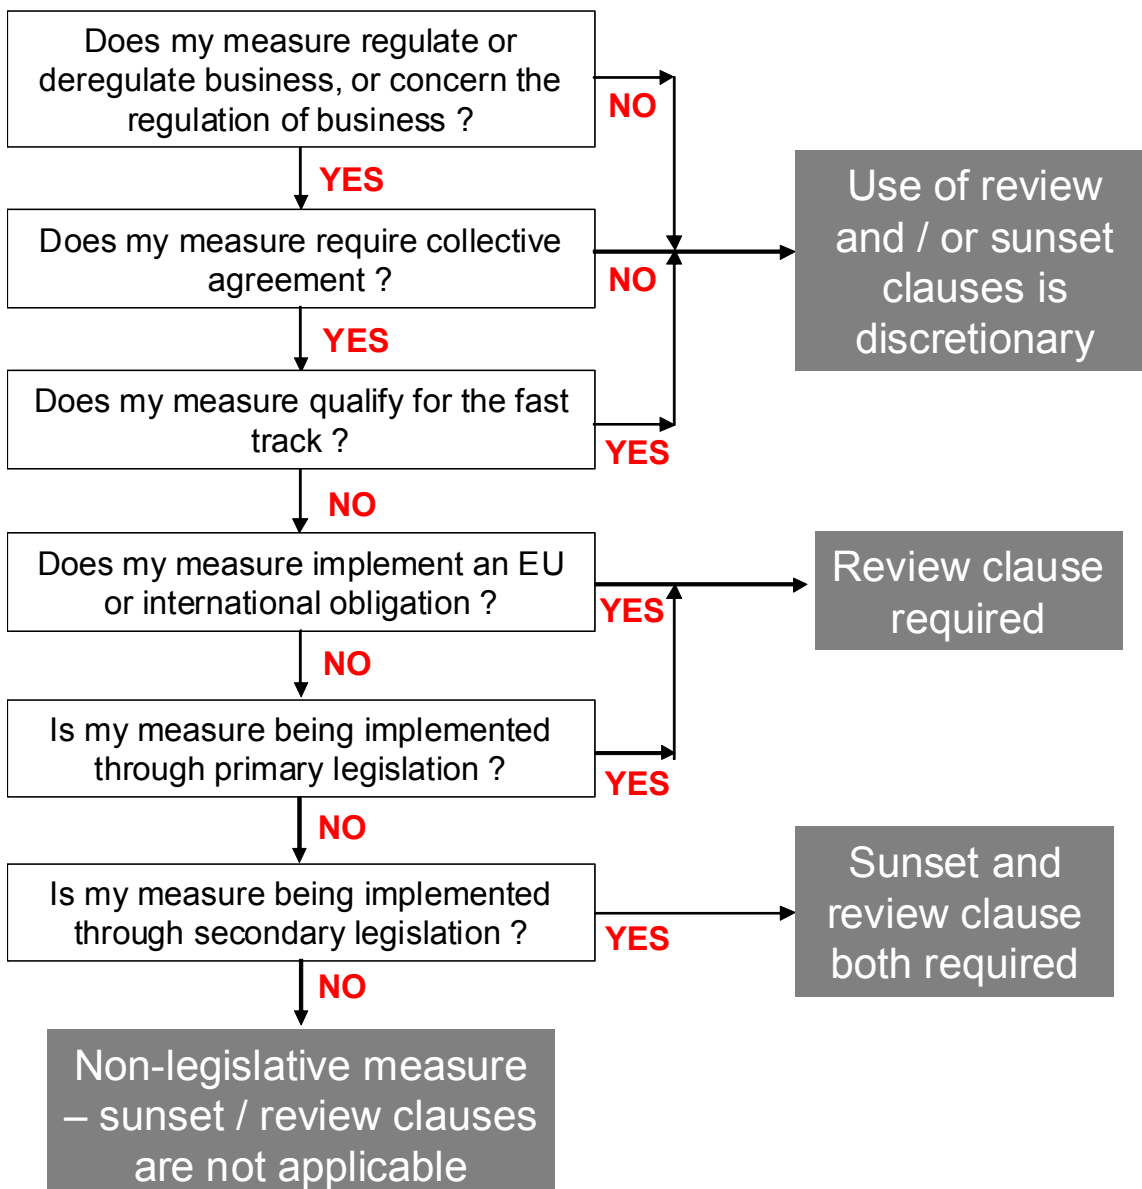 Does my measure regulate or
deregulate business, or concern the
regulation of business ?
NO
YES
Does my measure require collective
agreement ?
NO
YES
Use of review
and / or sunset
clauses is
discretionary
Does my measure qualify for the fast
track ?
YES
NO
Does my measure implement an EU
or international obligation ?
YES
NO
Review clause
required
Is my measure being implemented
through primary legislation ?
YES
NO
Is my measure being implemented
through secondary legislation ?
YES
NO
Sunset and
review clause
both required
Non-legislative measure
– sunset / review clauses
are not applicable